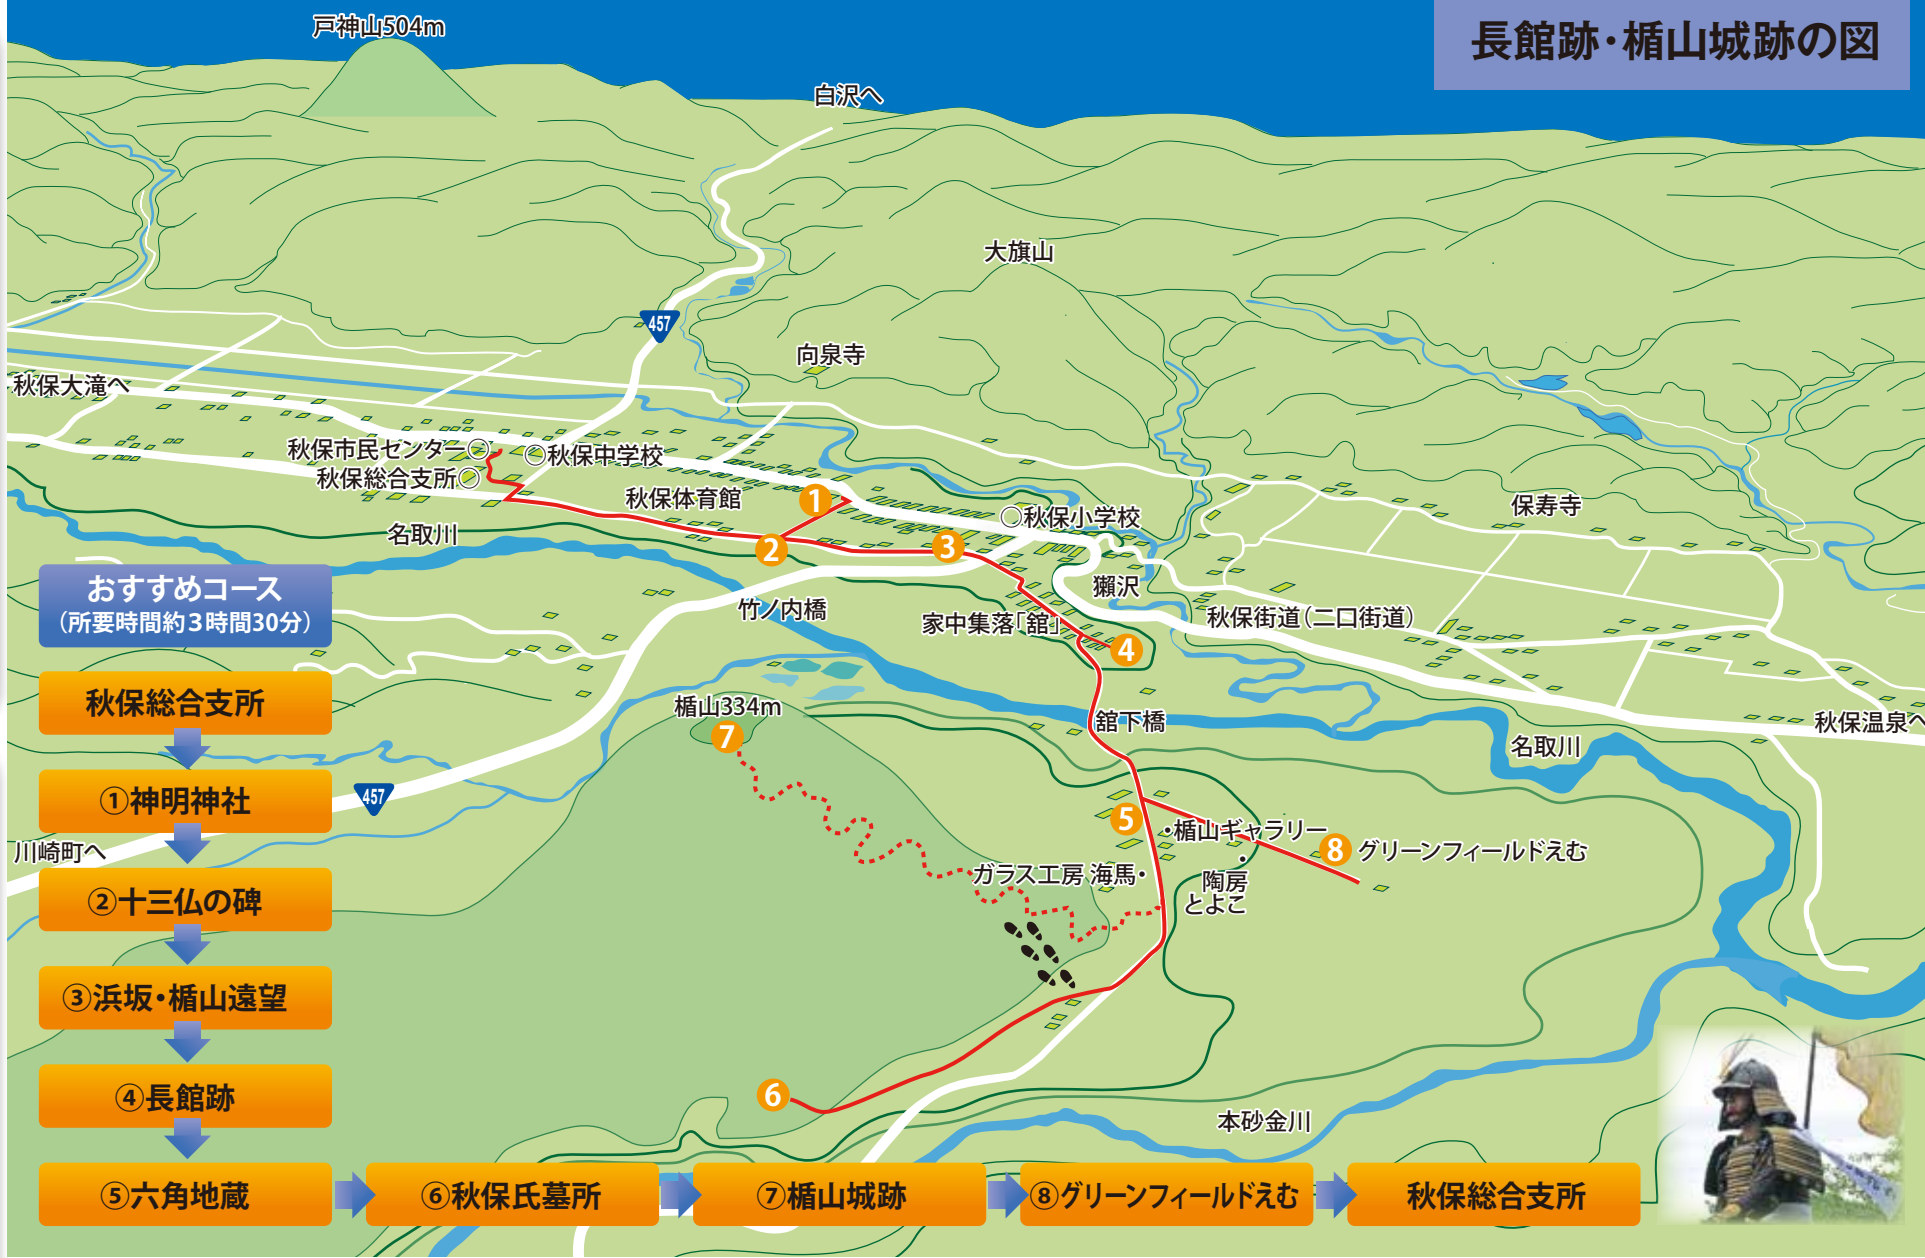 長館跡・楯山城跡の図
戸神山504m
白沢へ
大旗山
457
向泉寺
秋保大滝へ
秋保市民センター○
○秋保中学校
秋保総合支所○
秋保体育館
1
○秋保小学校
保寿寺
名取川
2
3
獺沢
竹ノ内橋
家中集落「舘」
秋保街道（二口街道）
4
楯山334m
7
舘下橋
名取川
秋保温泉へ
457
5
・楯山ギャラリー
8
グリーンフィールドえむ
川崎町へ
ガラス工房 海馬・
・
陶房
とよこ
6
本砂金川
おすすめコース
（所要時間約３時間30分）
秋保総合支所
①神明神社
②十三仏の碑
③浜坂・楯山遠望
④長館跡
⑤六角地蔵
⑥秋保氏墓所
⑦楯山城跡
⑧グリーンフィールドえむ
秋保総合支所